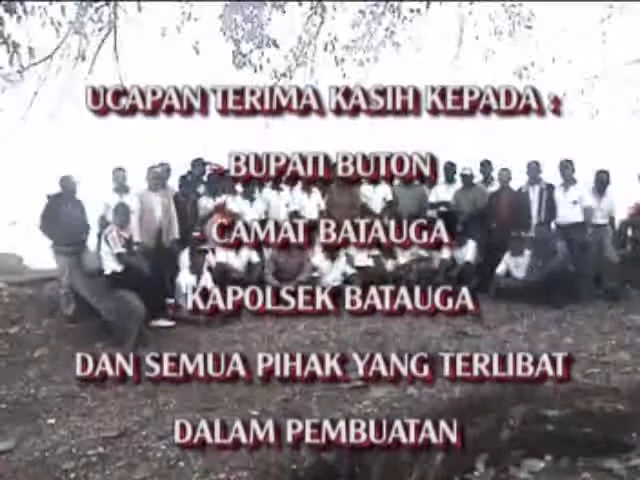 UCAPAN TERIMA KASIH KEPADA :
- BUPATI BUTON
- CAMAT BATAUGA
- KAPOLSEK BATAUGA
DAN SEMUA PIHAK YANG TERLIBAT
DALAM PEMBUATAN